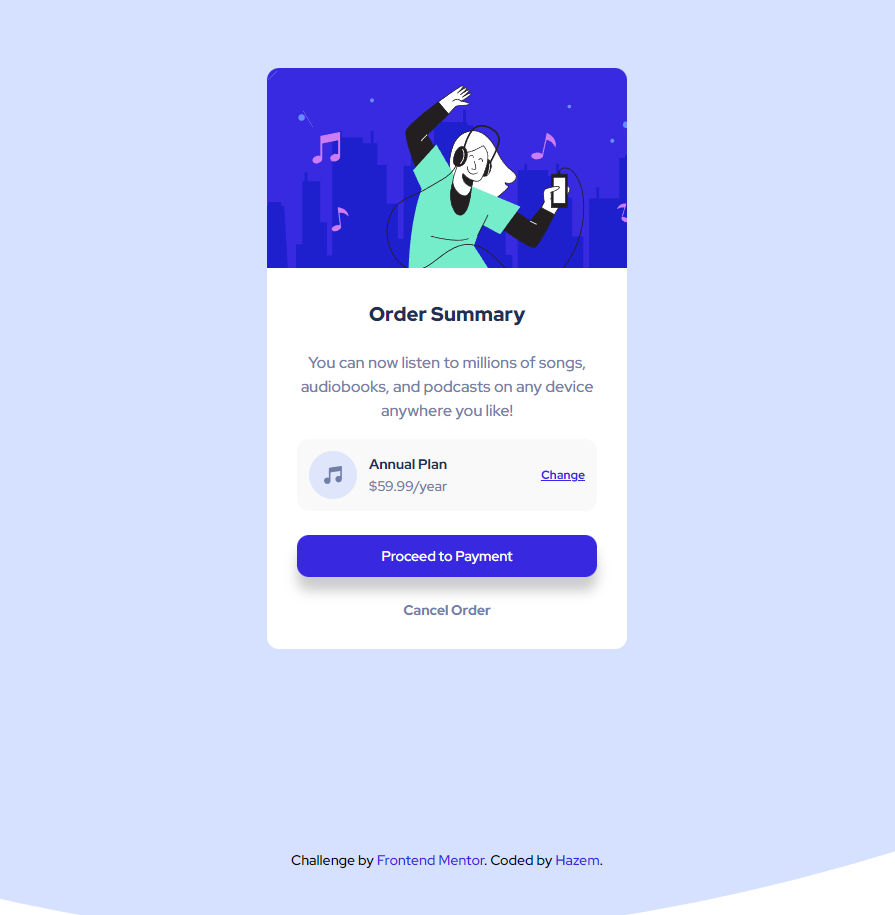 Order Summary
You can now listen to millions of songs,
audiobooks, and podcasts on any device
anywhere you like!
Annual Plan
$59.99/year
Change
Proceed to Payment
Cancel Order
Challenge by Frontend Mentor. Coded by Hazem.